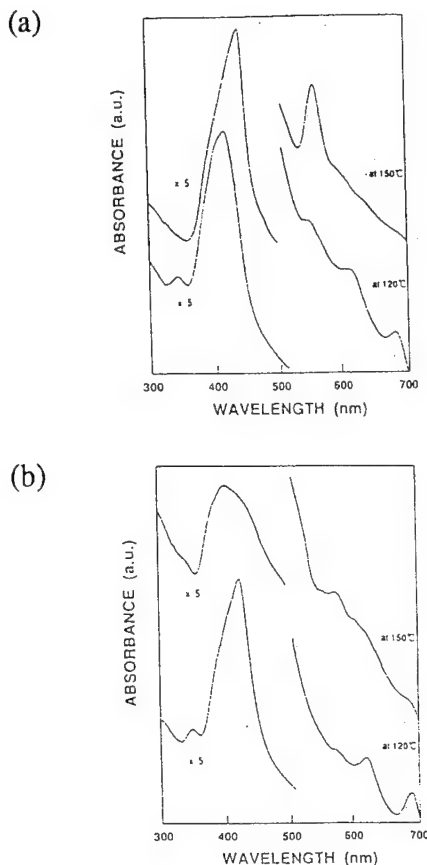 (a)
ABSORBANCE (a.u.)
x 5
x 5
at 150℃
at 120℃
300 400 500 600 700
WAVELENGTH (nm)
(b)
ABSORBANCE (a.u.)
x 5
x 5
at 150℃
at 120℃
300 400 500 600 700
WAVELENGTH (nm)